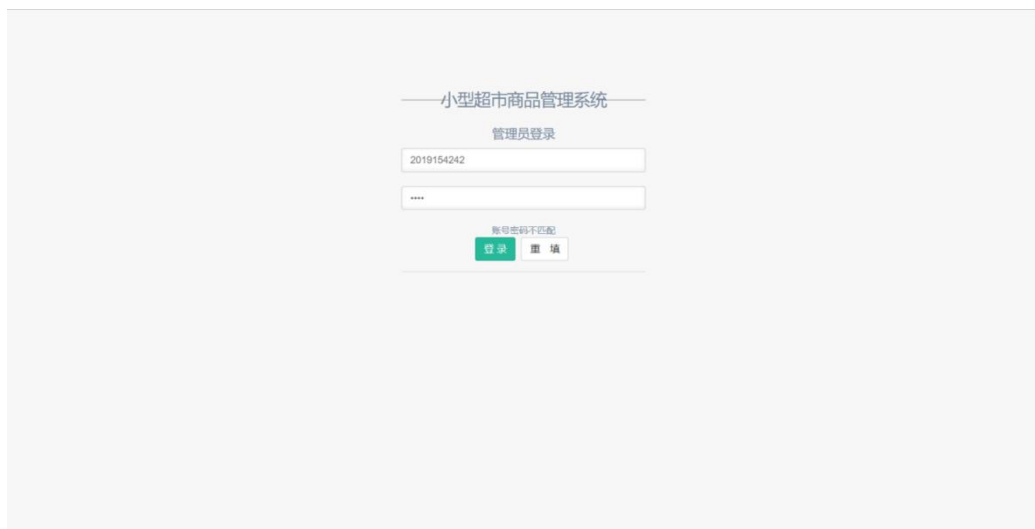 小型超市商品管理系统
管理员登录
2019154242
••••
账号密码不匹配
登录 重 填